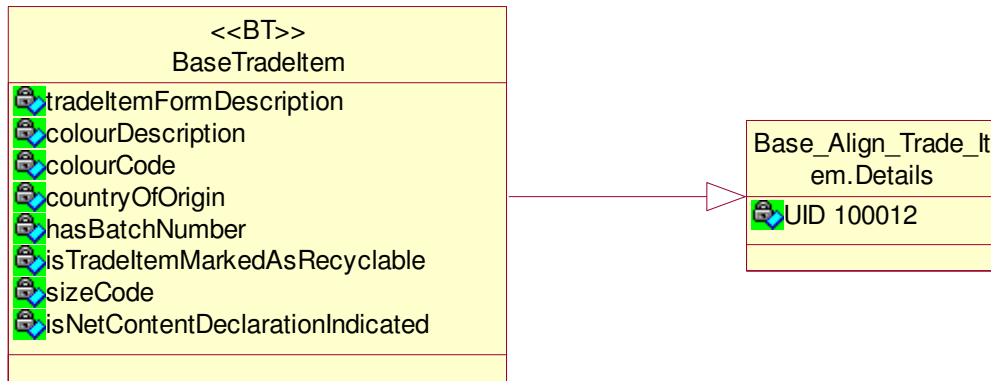 <<BT>>
BaseTradeItem
tradeItemFormDescription
colourDescription
colourCode
countryOfOrigin
hasBatchNumber
isTradeItemMarkedAsRecyclable
sizeCode
isNetContentDeclarationIndicated
Base_Align_Trade_It
em.Details
UID 100012